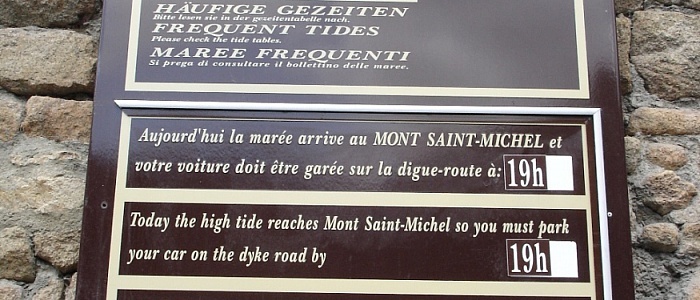 HÄUFIGE GEZEITEN
Bitte lesen sie in der gezeitentabelle nach.
FREQUENT TIDES
Please check the tide tables.
MAREE FREQUENTI
Si prega di consultare il bollettino delle maree.
Aujourd'hui la marée arrive au MONT SAINT-MICHEL et
votre voiture doit être garée sur la digue-route à: 19h
Today the high tide reaches Mont Saint-Michel so you must park
your car on the dyke road by 19h